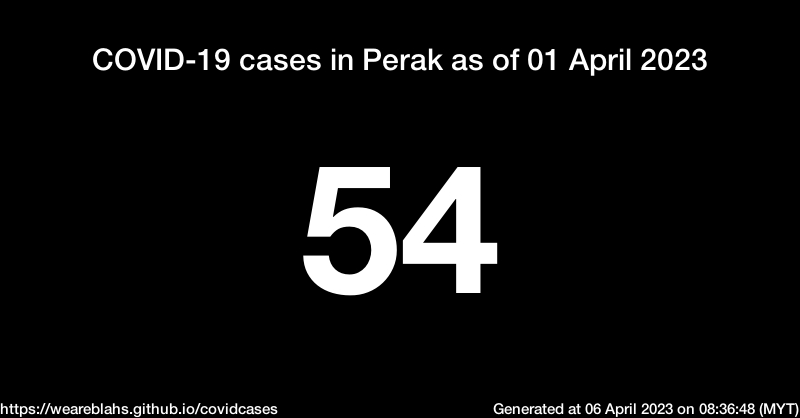 COVID-19 cases in Perak as of 01 April 2023
54
https://weareblahs.github.io/covidcases
Generated at 06 April 2023 on 08:36:48 (MYT)